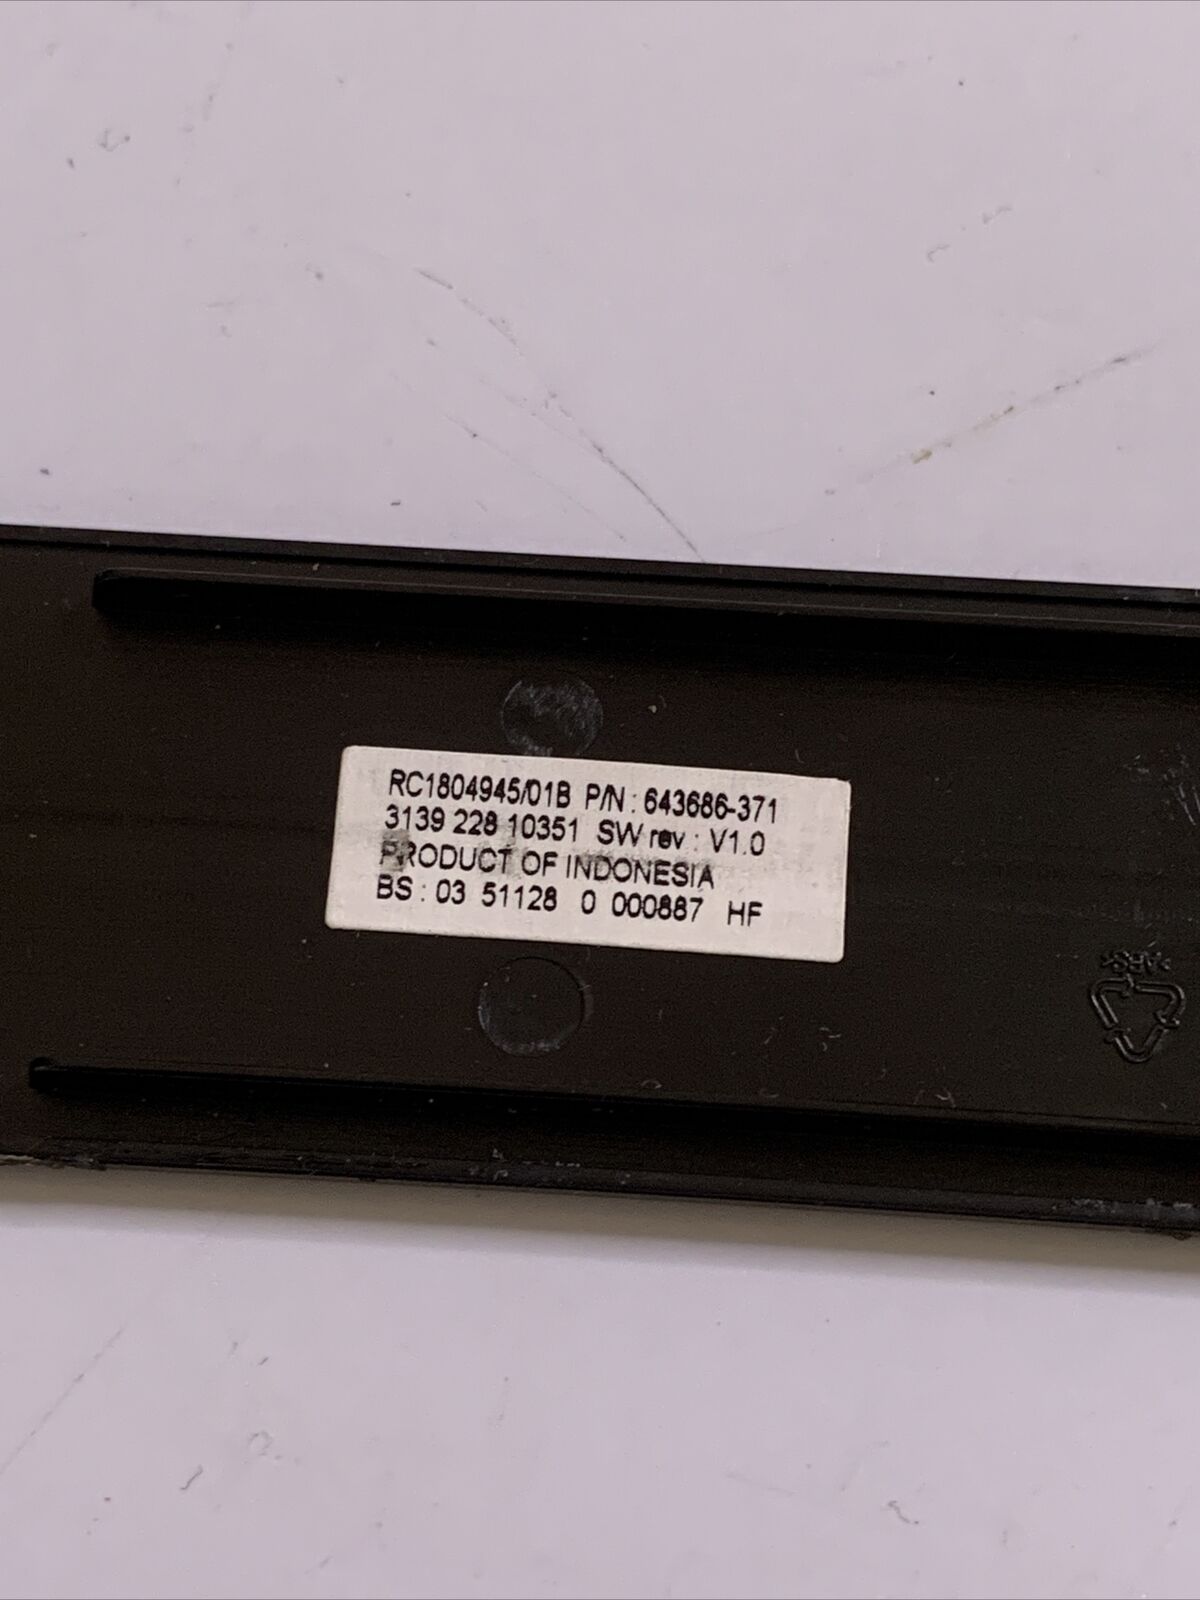 RC1804945/01B P/N : 643686-371
3139 228 10351 SW rev : V1.0
PRODUCT OF INDONESIA
BS : 03 51128 0 000887 HF
>ABS<